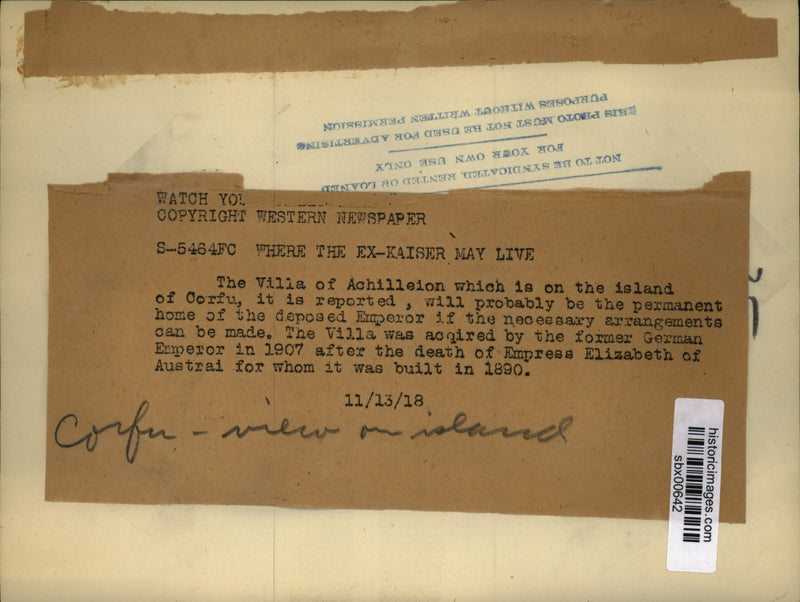 NOT TO BE SYNDICATED, RENTED OR LOANED
FOR YOUR OWN USE ONLY
THIS PHOTO MUST NOT BE USED FOR ADVERTISING
PURPOSES WITHOUT WRITTEN PERMISSION
WATCH YOU
COPYRIGHT WESTERN NEWSPAPER
S-5464FC WHERE THE EX-KAISER MAY LIVE
The Villa of Achilleion which is on the island
of Corfu, it is reported, will probably be the permanent
home of the deposed Emperor if the necessary arrangements
can be made. The Villa was acqired by the former German
Emperor in 1907 after the death of Empress Elizabeth of
Austrai for whom it was built in 1890.
11/13/18
Corfu - view on island
historicimages.com
sbx00642